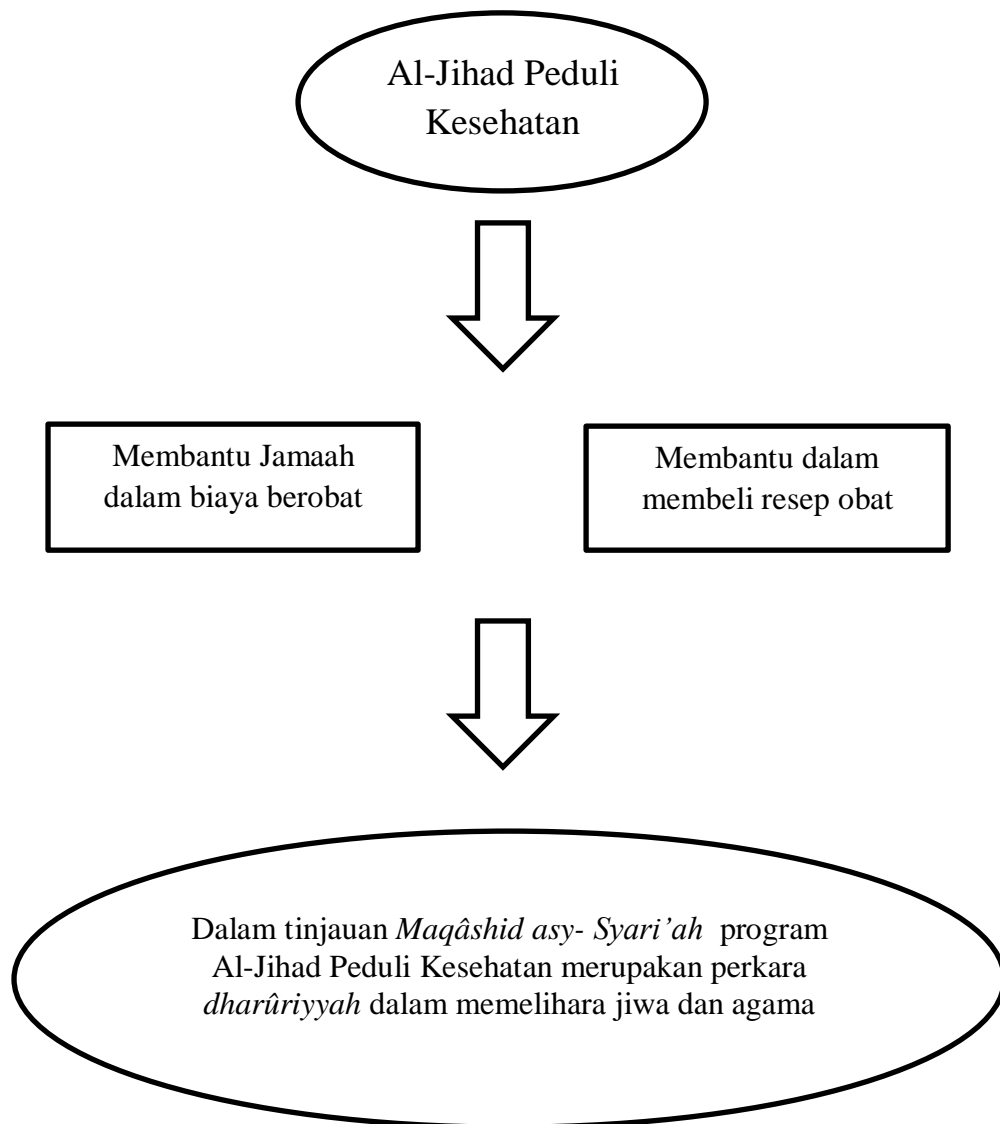 Al-Jihad Peduli
Kesehatan
Membantu Jamaah
dalam biaya berobat
Membantu dalam
membeli resep obat
Dalam tinjauan Maqâshid asy- Syari’ah program
Al-Jihad Peduli Kesehatan merupakan perkara
dharûriyyah dalam memelihara jiwa dan agama